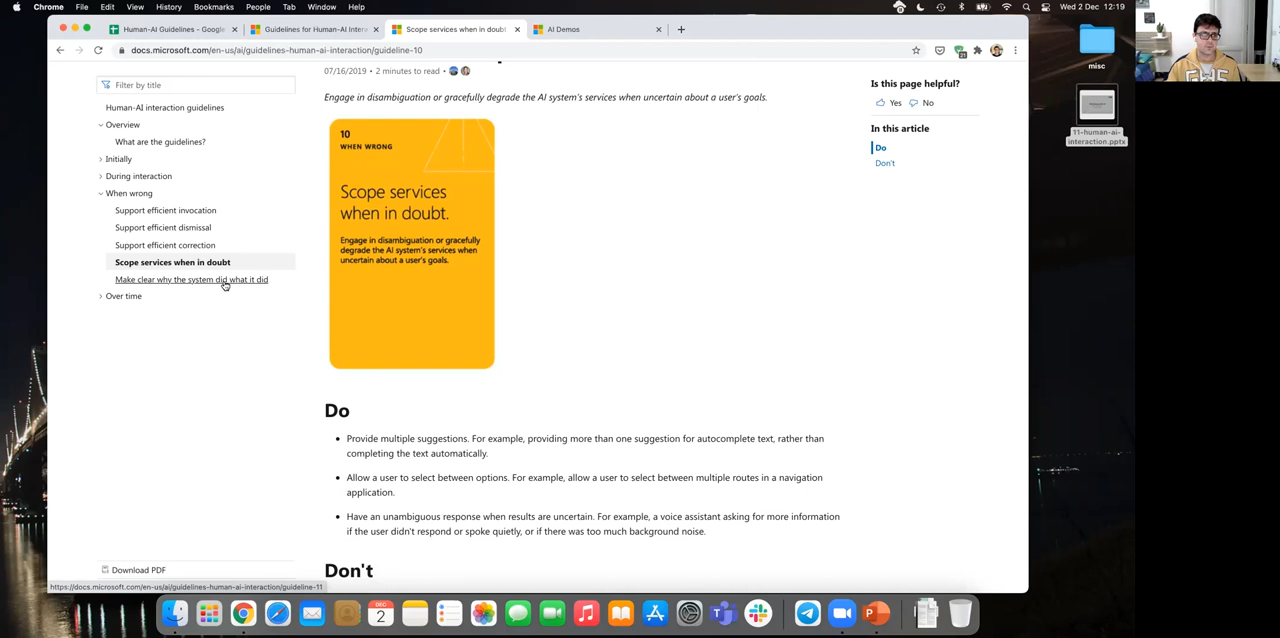 Chrome File Edit View History Bookmarks People Tab Window Help
Wed 2 Dec 12:19
Human-AI Guidelines - Google
Guidelines for Human-AI Inter
Scope services when in doubt
AI Demos
docs.microsoft.com/en-us/ai/guidelines-human-ai-interaction/guideline-10
misc
11-human-ai-
interaction.pptx
Filter by title
Human-AI interaction guidelines
Overview
What are the guidelines?
Initially
During interaction
When wrong
Support efficient invocation
Support efficient dismissal
Support efficient correction
Scope services when in doubt
Make clear why the system did what it did
Over time
Download PDF
07/16/2019 • 2 minutes to read •
Engage in disambiguation or gracefully degrade the AI system's services when uncertain about a user's goals.
10
WHEN WRONG
Scope services
when in doubt.
Engage in disambiguation or gracefully
degrade the AI system's services when
uncertain about a user's goals.
Do
• Provide multiple suggestions. For example, providing more than one suggestion for autocomplete text, rather than
completing the text automatically.
• Allow a user to select between options. For example, allow a user to select between multiple routes in a navigation
application.
• Have an unambiguous response when results are uncertain. For example, a voice assistant asking for more information
if the user didn't respond or spoke quietly, or if there was too much background noise.
Don't
Is this page helpful?
Yes No
In this article
Do
Don't
https://docs.microsoft.com/en-us/ai/guidelines-human-ai-interaction/guideline-11
DEC
2